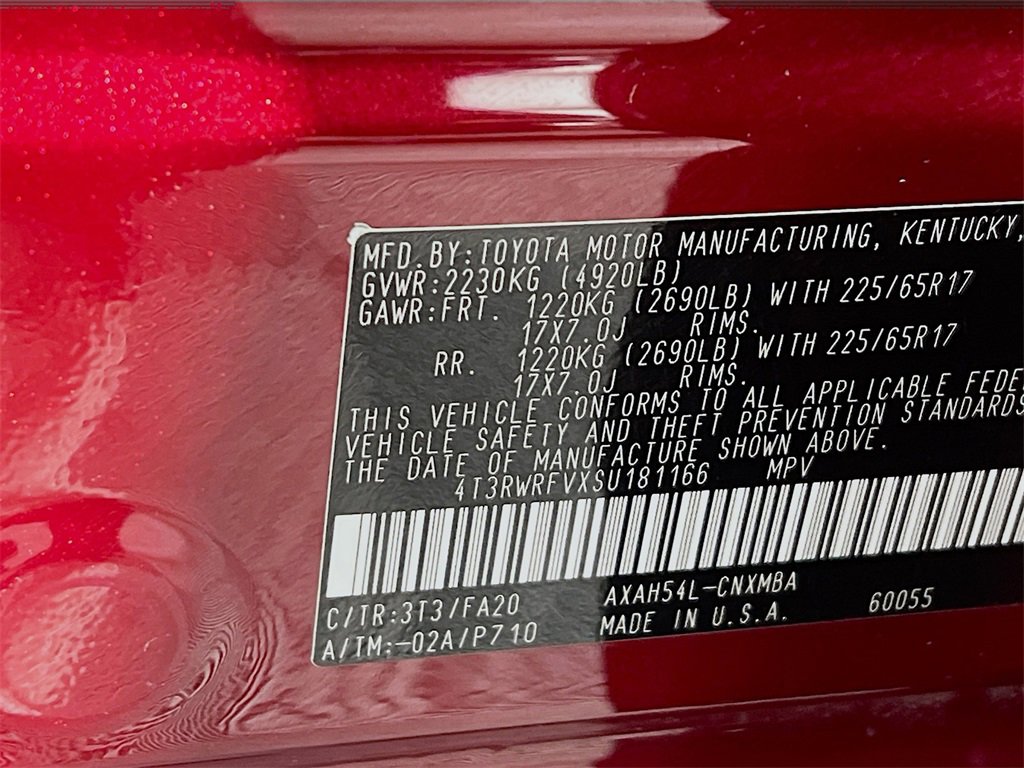 MFD.BY:TOYOTA MOTOR MANUFACTURING, KENTUCKY,
GVWR:2230KG (4920LB)
GAWR:FRT. 1220KG (2690LB) WITH 225/65R17
17X7.0J RIMS.
RR. 1220KG (2690LB) WITH 225/65R17
17X7.0J RIMS.
THIS VEHICLE CONFORMS TO ALL APPLICABLE FEDE
VEHICLE SAFETY AND THEFT PREVENTION STANDARDS
THE DATE OF MANUFACTURE SHOWN ABOVE.
4T3RWRFVXSU181166 MPV
C/TR:3T3/FA20 AXAH54L-CNXMBA
A/TM:-02A/P710 MADE IN U.S.A. 60055